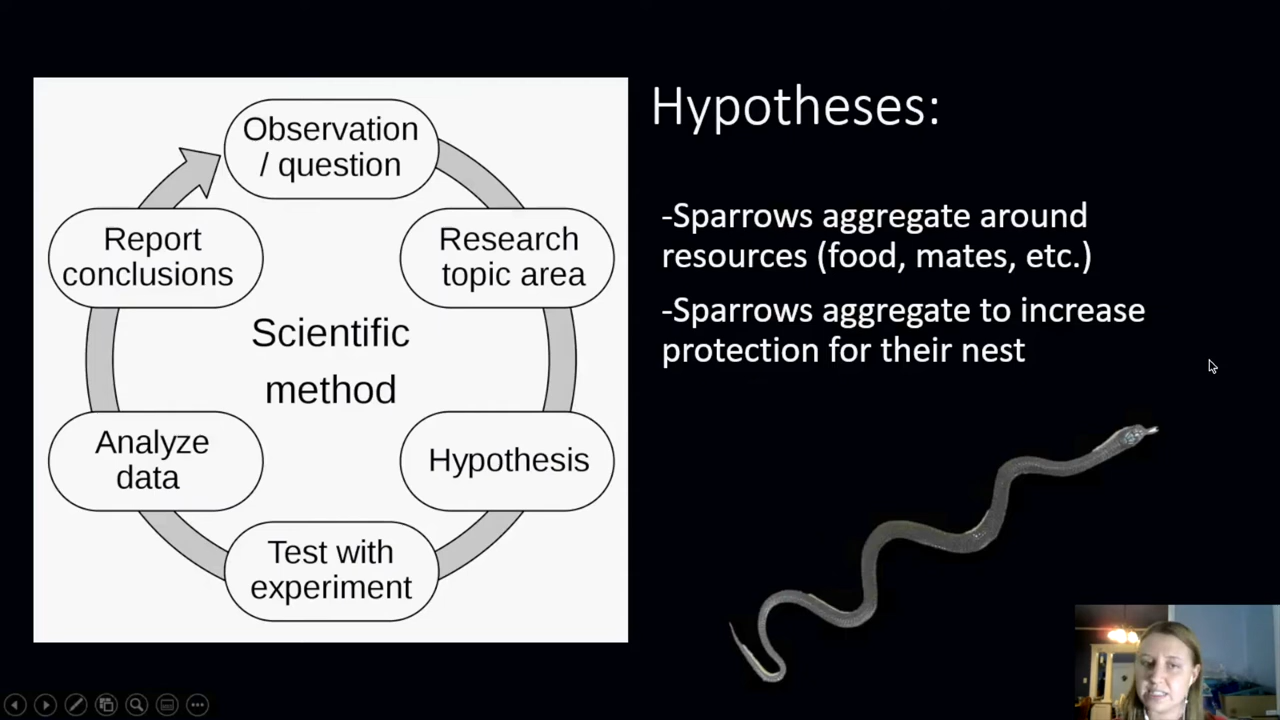 Observation
/ question
Research
topic area
Hypothesis
Test with
experiment
Analyze
data
Report
conclusions
Scientific
method
Hypotheses:
-Sparrows aggregate around
resources (food, mates, etc.)
-Sparrows aggregate to increase
protection for their nest